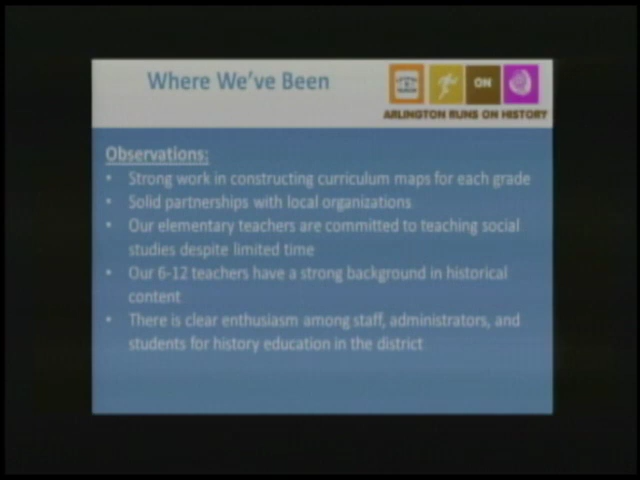 Where We've Been
ON
ARLINGTON RUNS ON HISTORY
Observations:
• Strong work in constructing curriculum maps for each grade
• Solid partnerships with local organizations
• Our elementary teachers are committed to teaching social
studies despite limited time
• Our 6-12 teachers have a strong background in historical
content
• There is clear enthusiasm among staff, administrators, and
students for history education in the district